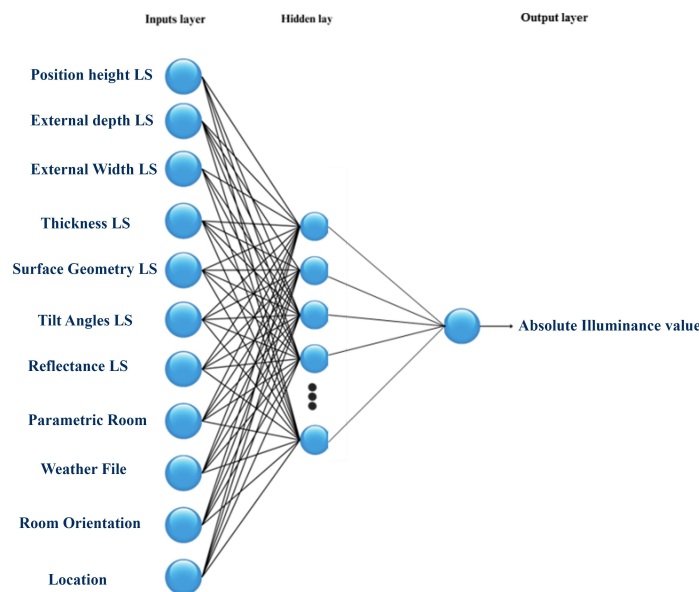 Inputs layer
Hidden lay
Output layer
Position height LS
External depth LS
External Width LS
Thickness LS
Surface Geometry LS
Tilt Angles LS
Reflectance LS
Parametric Room
Weather File
Room Orientation
Location
Absolute Illuminance value